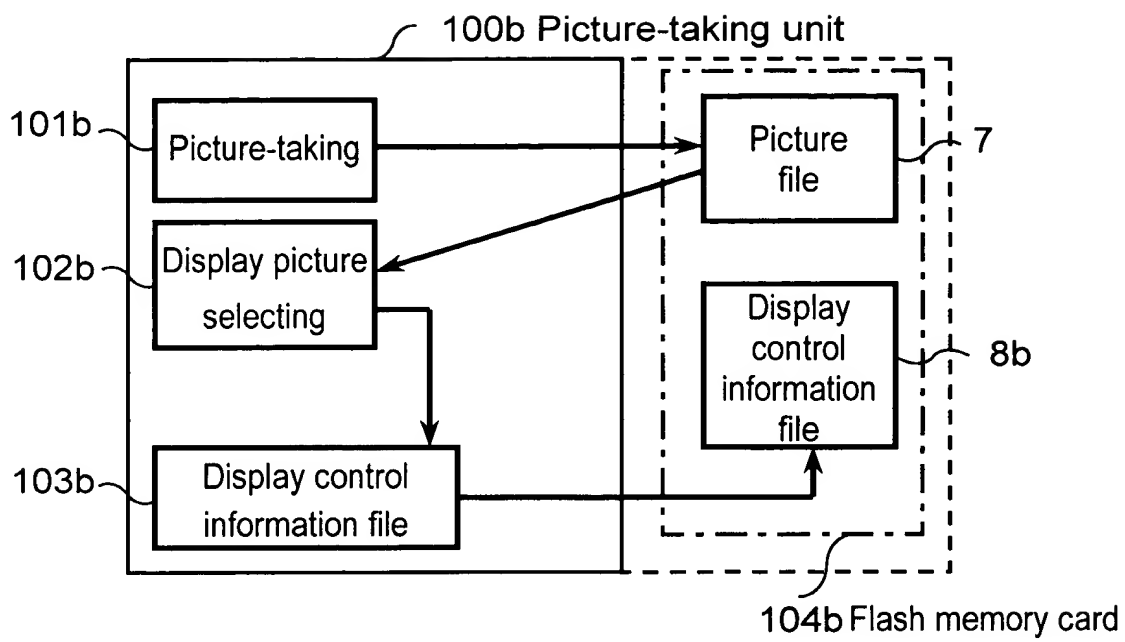 100b Picture-taking unit
101b
Picture-taking
Picture
file
7
102b
Display picture
selecting
Display
control
information
file
8b
103b
Display control
information file
104b Flash memory card